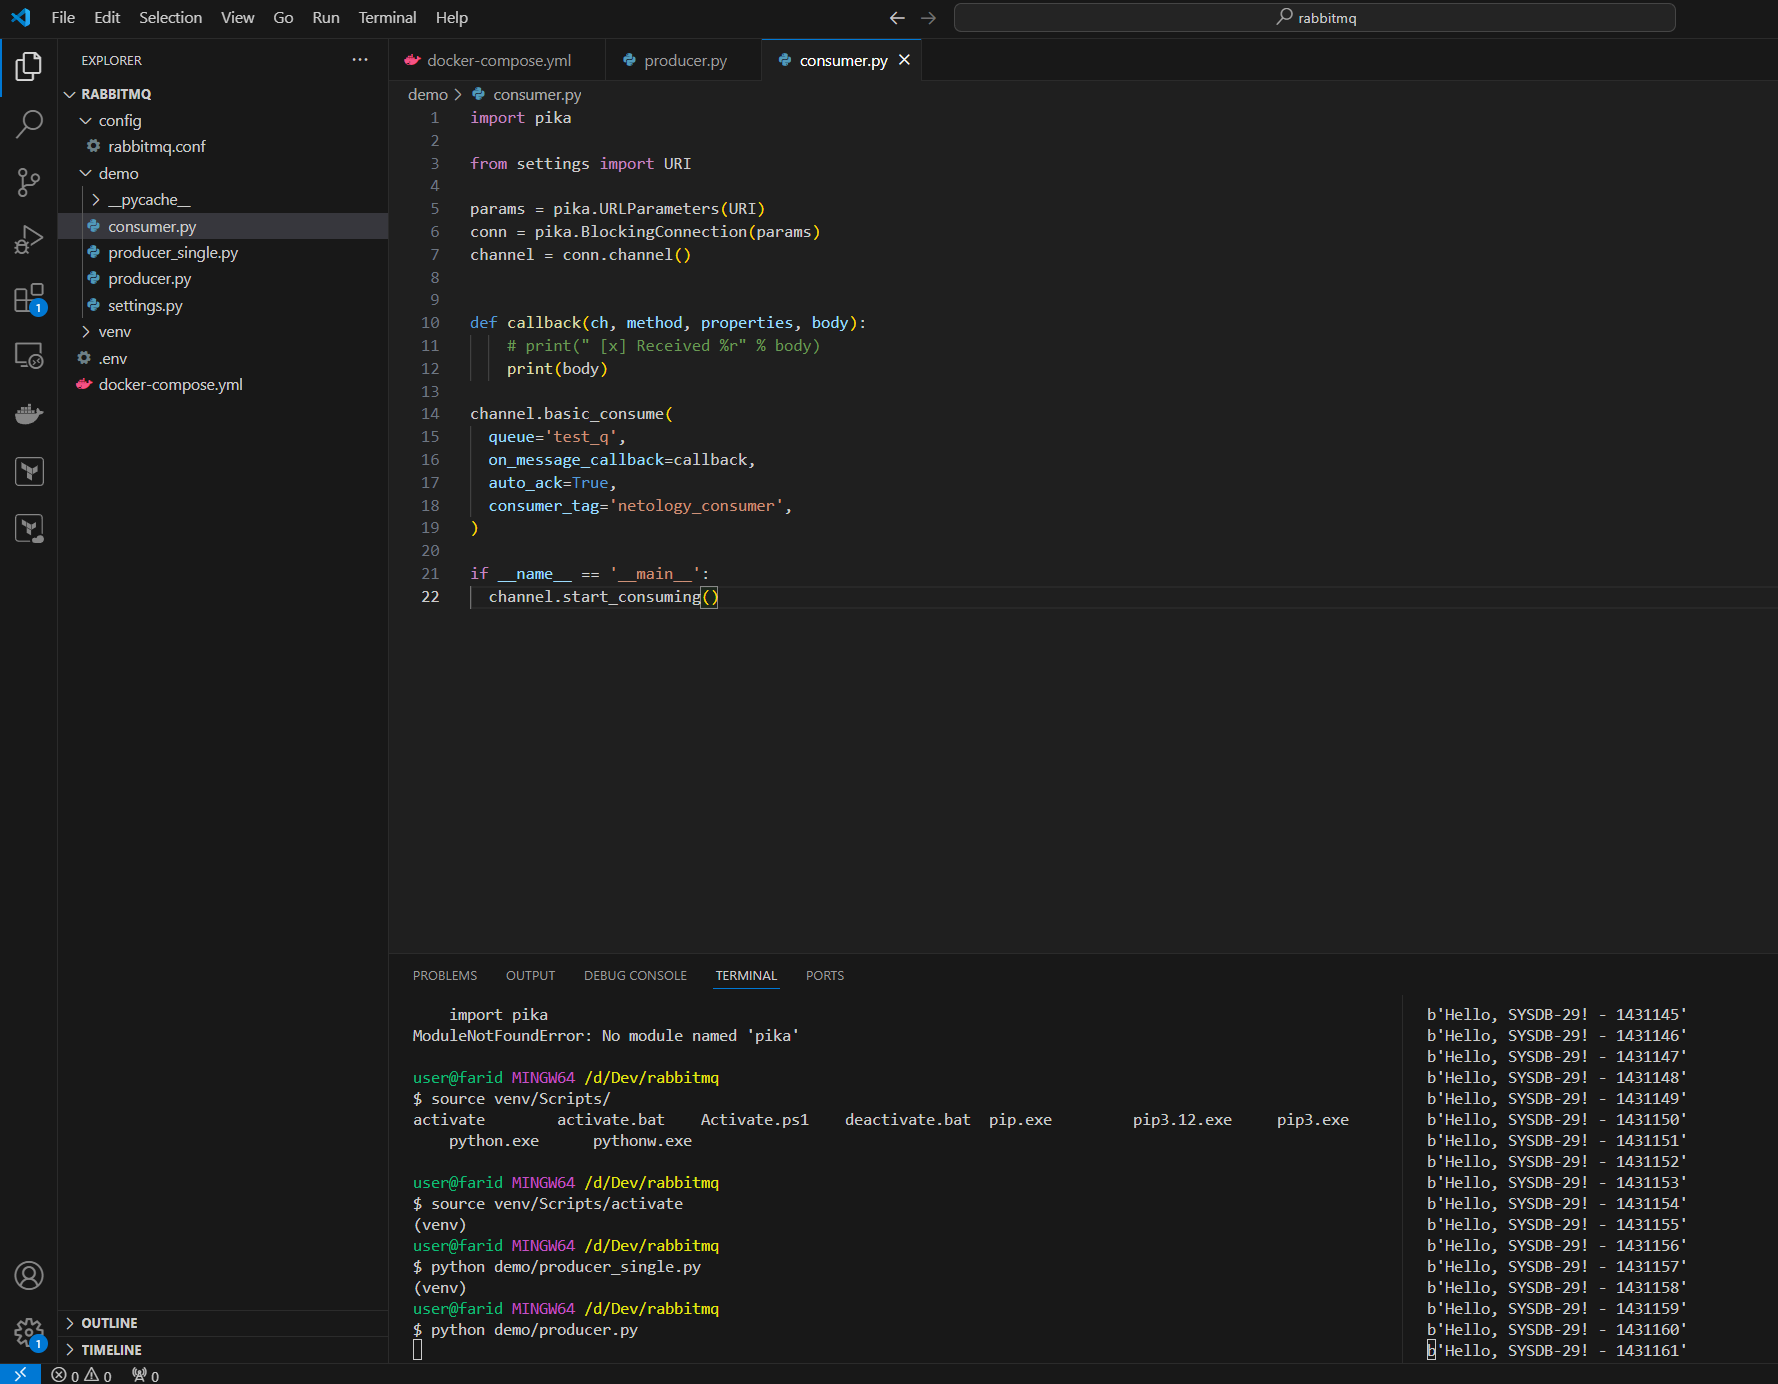 File Edit Selection View Go Run Terminal Help
rabbitmq
EXPLORER
RABBITMQ
config
rabbitmq.conf
demo
__pycache__
consumer.py
producer_single.py
producer.py
settings.py
venv
.env
docker-compose.yml
OUTLINE
TIMELINE
docker-compose.yml
producer.py
consumer.py
demo > consumer.py
1 import pika
2
3 from settings import URI
4
5 params = pika.URLParameters(URI)
6 conn = pika.BlockingConnection(params)
7 channel = conn.channel()
8
9
10 def callback(ch, method, properties, body):
11     # print(" [x] Received %r" % body)
12     print(body)
13
14 channel.basic_consume(
15   queue='test_q',
16   on_message_callback=callback,
17   auto_ack=True,
18   consumer_tag='netology_consumer',
19 )
20
21 if __name__ == '__main__':
22   channel.start_consuming()
PROBLEMS OUTPUT DEBUG CONSOLE TERMINAL PORTS
import pika
ModuleNotFoundError: No module named 'pika'
user@farid MINGW64 /d/Dev/rabbitmq
$ source venv/Scripts/
activate activate.bat Activate.ps1 deactivate.bat pip.exe pip3.12.exe pip3.exe
python.exe pythonw.exe
user@farid MINGW64 /d/Dev/rabbitmq
$ source venv/Scripts/activate
(venv)
user@farid MINGW64 /d/Dev/rabbitmq
$ python demo/producer_single.py
(venv)
user@farid MINGW64 /d/Dev/rabbitmq
$ python demo/producer.py
b'Hello, SYSDB-29! - 1431145'
b'Hello, SYSDB-29! - 1431146'
b'Hello, SYSDB-29! - 1431147'
b'Hello, SYSDB-29! - 1431148'
b'Hello, SYSDB-29! - 1431149'
b'Hello, SYSDB-29! - 1431150'
b'Hello, SYSDB-29! - 1431151'
b'Hello, SYSDB-29! - 1431152'
b'Hello, SYSDB-29! - 1431153'
b'Hello, SYSDB-29! - 1431154'
b'Hello, SYSDB-29! - 1431155'
b'Hello, SYSDB-29! - 1431156'
b'Hello, SYSDB-29! - 1431157'
b'Hello, SYSDB-29! - 1431158'
b'Hello, SYSDB-29! - 1431159'
b'Hello, SYSDB-29! - 1431160'
b'Hello, SYSDB-29! - 1431161'
1
1
0 0 0